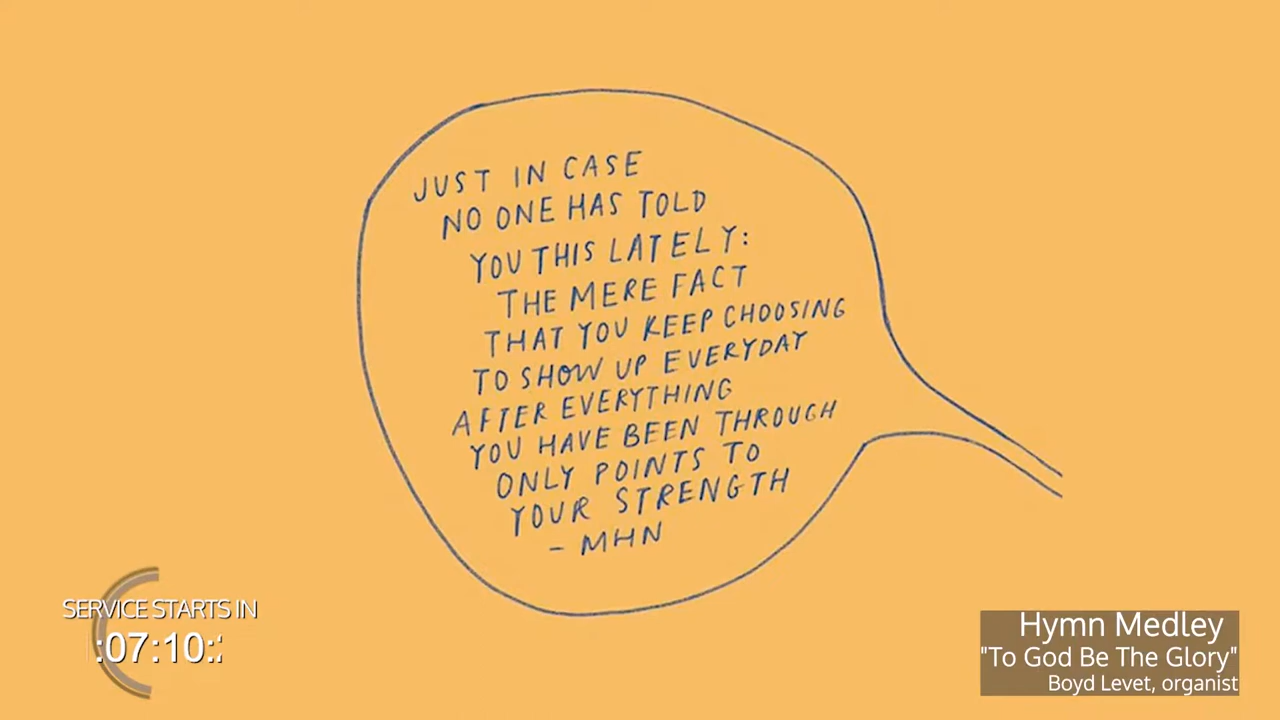 JUST IN CASE
NO ONE HAS TOLD
YOU THIS LATELY:
THE MERE FACT
THAT YOU KEEP CHOOSING
TO SHOW UP EVERYDAY
AFTER EVERYTHING
YOU HAVE BEEN THROUGH
ONLY POINTS TO
YOUR STRENGTH
- MHN
SERVICE STARTS IN
:07:10:
Hymn Medley
"To God Be The Glory"
Boyd Levet, organist